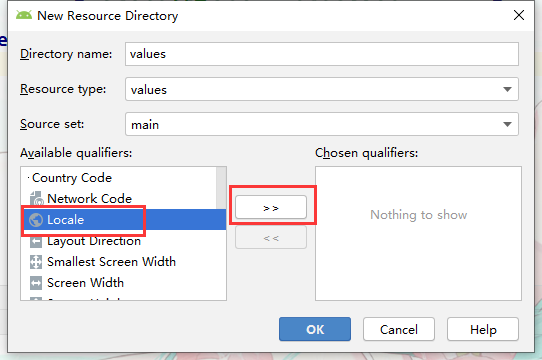 New Resource Directory
Directory name:
values
Resource type:
values
Source set:
main
Available qualifiers:
Chosen qualifiers:
Country Code
Network Code
Locale
Layout Direction
Smallest Screen Width
Screen Width
>>
<<
Nothing to show
OK
Cancel
Help